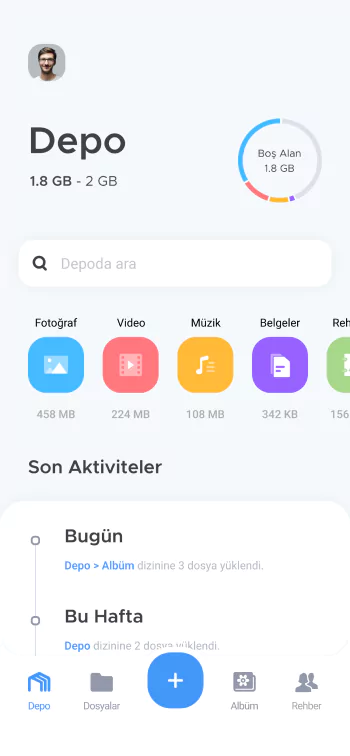 Depo
1.8 GB - 2 GB
Boş Alan
1.8 GB
Depoda ara
Fotoğraf Video Müzik Belgeler Reh
458 MB 224 MB 108 MB 342 KB 156
Son Aktiviteler
Bugün
Depo > Albüm dizinine 3 dosya yüklendi.
Bu Hafta
Depo dizinine 2 dosya yüklendi.
Depo Dosyalar Albüm Rehber